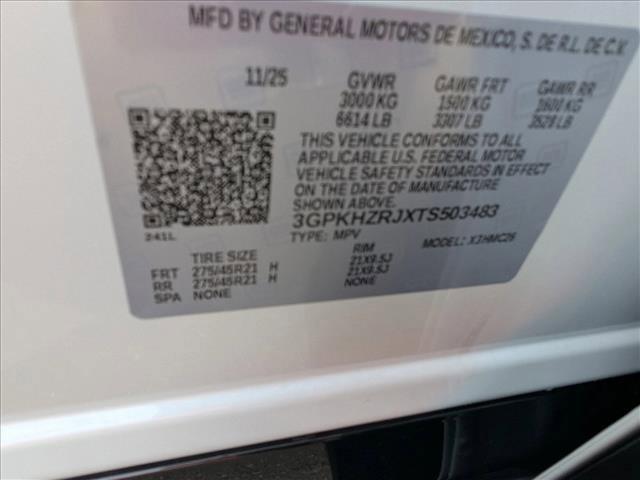 MFD BY GENERAL MOTORS DE MEXICO, S. DE R.L. DE C.V.
11/25 GVWR GAWR FRT GAWR RR
3000 KG 1500 KG 1600 KG
6614 LB 3307 LB 3528 LB
THIS VEHICLE CONFORMS TO ALL
APPLICABLE U.S. FEDERAL MOTOR
VEHICLE SAFETY STANDARDS IN EFFECT
ON THE DATE OF MANUFACTURE
SHOWN ABOVE.
3GPKHZRJXTS503483
TYPE: MPV MODEL: X1HMC26
241L
TIRE SIZE RIM
FRT 275/45R21 H 21X9.5J
RR 275/45R21 H 21X9.5J
SPA NONE NONE